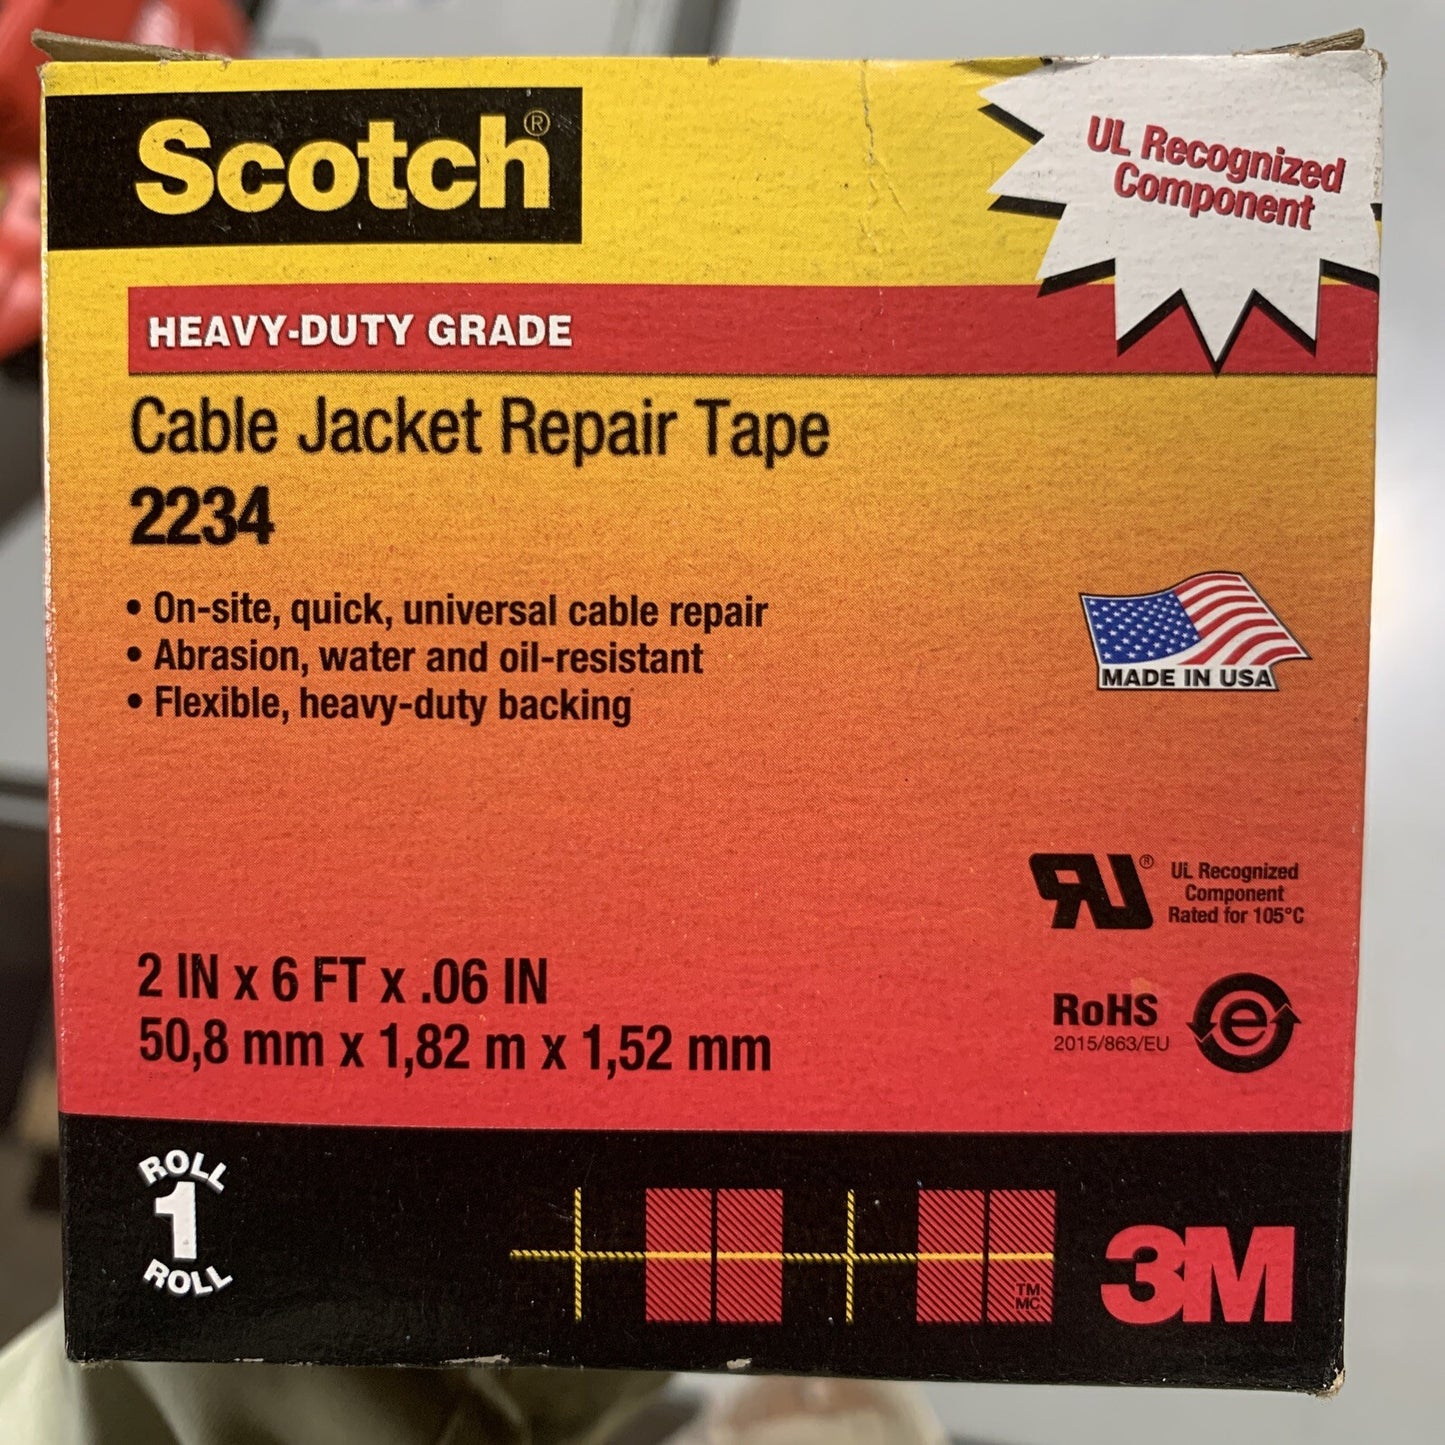 Scotch®
UL Recognized
Component
HEAVY-DUTY GRADE
Cable Jacket Repair Tape
2234
• On-site, quick, universal cable repair
• Abrasion, water and oil-resistant
• Flexible, heavy-duty backing
MADE IN USA
RU®
UL Recognized
Component
Rated for 105°C
2 IN x 6 FT x .06 IN
50,8 mm x 1,82 m x 1,52 mm
RoHS
2015/863/EU
e
ROLL
1
ROLL
TM
MC
3M